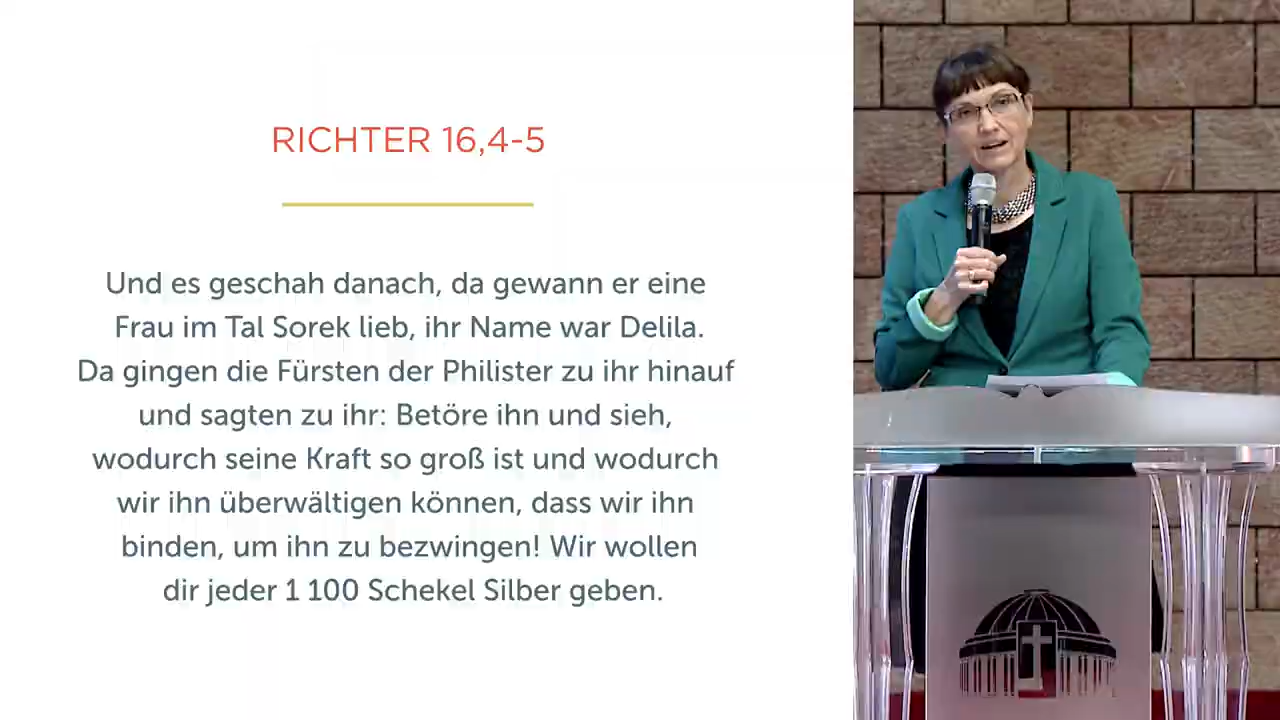 RICHTER 16,4-5
Und es geschah danach, da gewann er eine
Frau im Tal Sorek lieb, ihr Name war Delila.
Da gingen die Fürsten der Philister zu ihr hinauf
und sagten zu ihr: Betöre ihn und sieh,
wodurch seine Kraft so groß ist und wodurch
wir ihn überwältigen können, dass wir ihn
binden, um ihn zu bezwingen! Wir wollen
dir jeder 1 100 Schekel Silber geben.